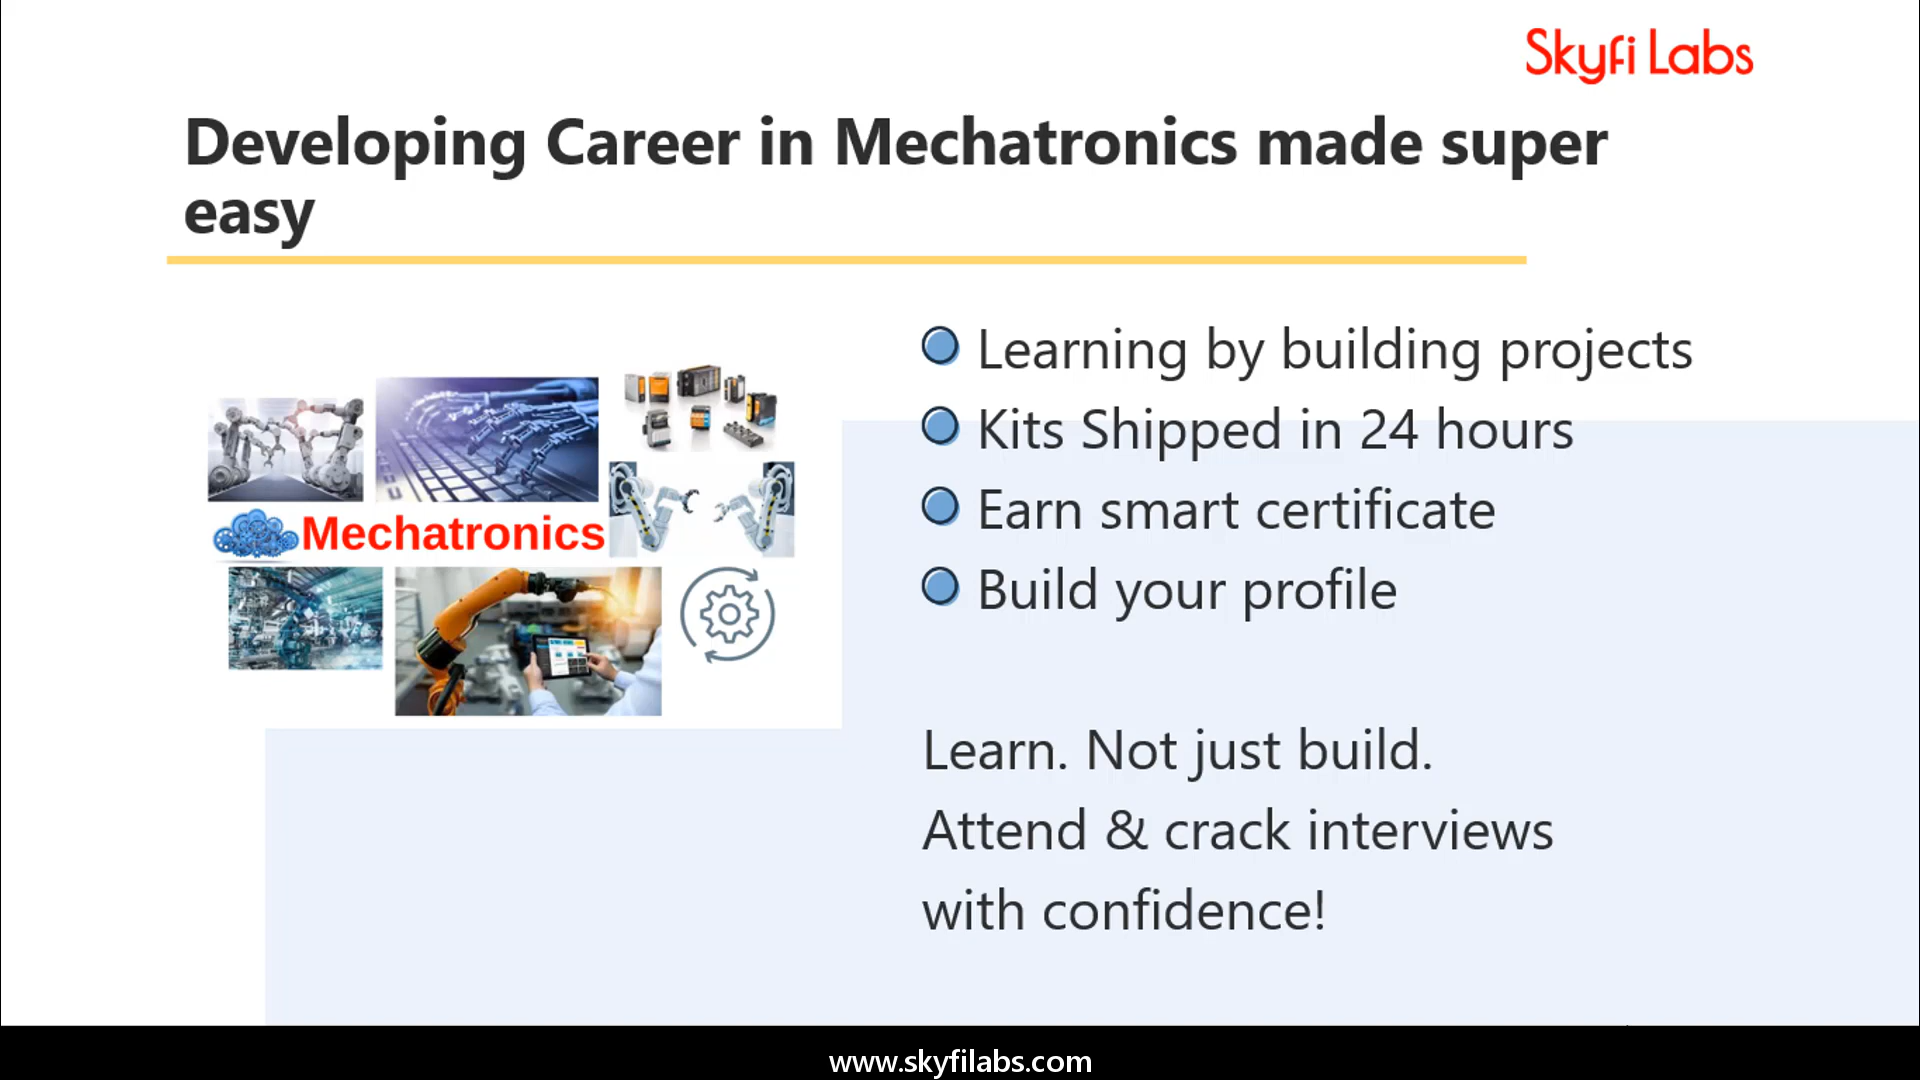 Skyfi Labs
Developing Career in Mechatronics made super
easy
Learning by building projects
Kits Shipped in 24 hours
Earn smart certificate
Build your profile
Mechatronics
Learn. Not just build.
Attend & crack interviews
with confidence!
www.skyfilabs.com